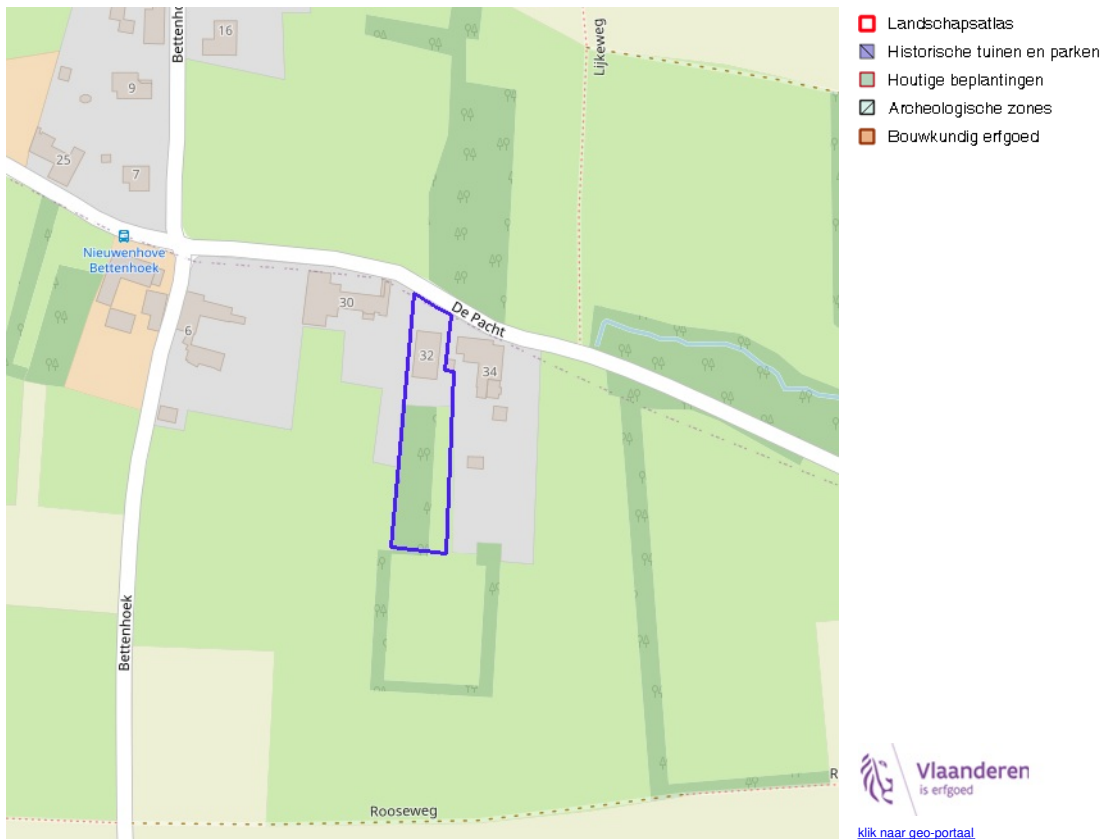 Landschapsatlas
Historische tuinen en parken
Houtige beplantingen
Archeologische zones
Bouwkundig erfgoed
Bettenho
16
Lijkeweg
9
25
7
Nieuwenhove
Bettenhoek
30
De Pacht
6
32
34
Bettenhoek
Rooseweg
R
Vlaanderen
is erfgoed
klik naar geo-portaal